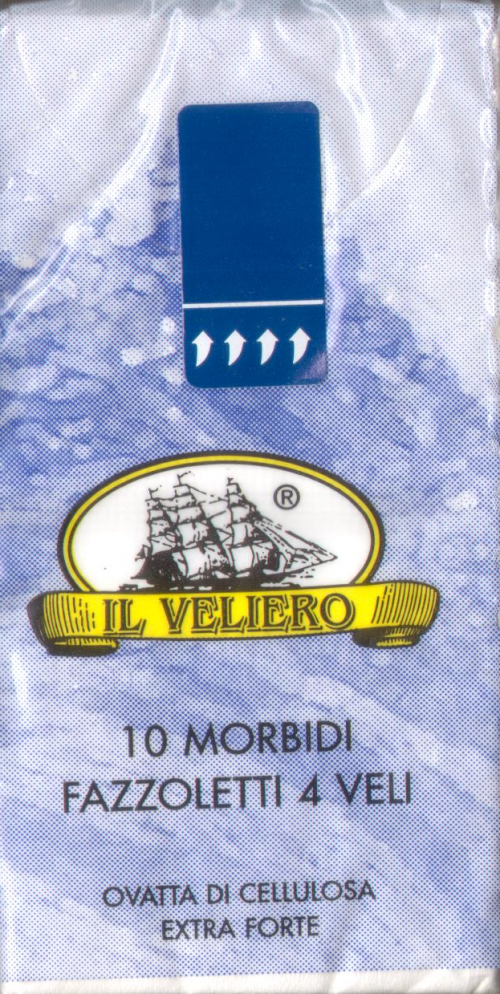 ®
IL VELIERO
10 MORBIDI
FAZZOLETTI 4 VELI
OVATTA DI CELLULOSA
EXTRA FORTE